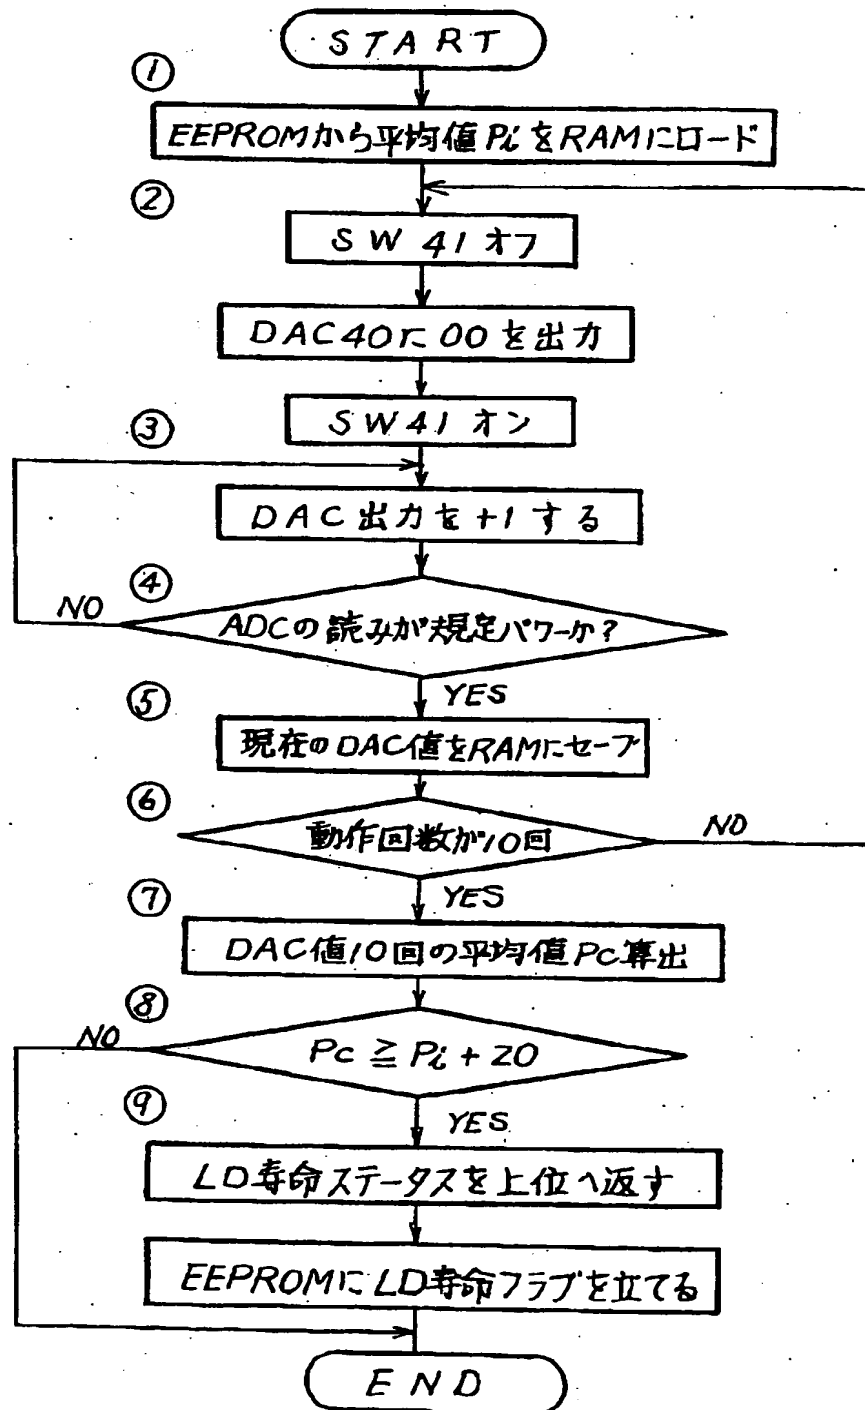 START
①
EEPROMから平均値PiをRAMにロード
②
SW41オフ
DAC40に00を出力
③
SW41オン
DAC出力を+1する
④
NO
ADCの読みが規定パワーか?
YES
⑤
現在のDAC値をRAMにセーブ
⑥
動作回数が10回
NO
YES
⑦
DAC値10回の平均値Pc算出
⑧
NO
Pc ≧ Pi + 20
⑨
YES
LD寿命ステータスを上位へ返す
EEPROMにLD寿命フラグを立てる
END